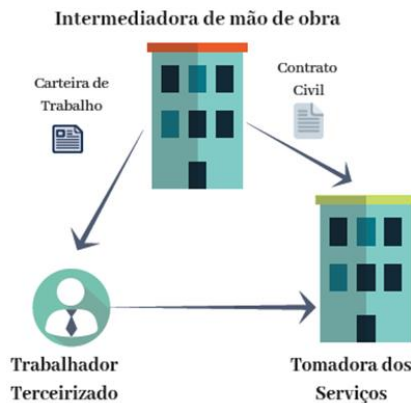 Intermediadora de mão de obra
Carteira de
Trabalho
Contrato
Civil
Trabalhador
Terceirizado
Tomadora dos
Serviços